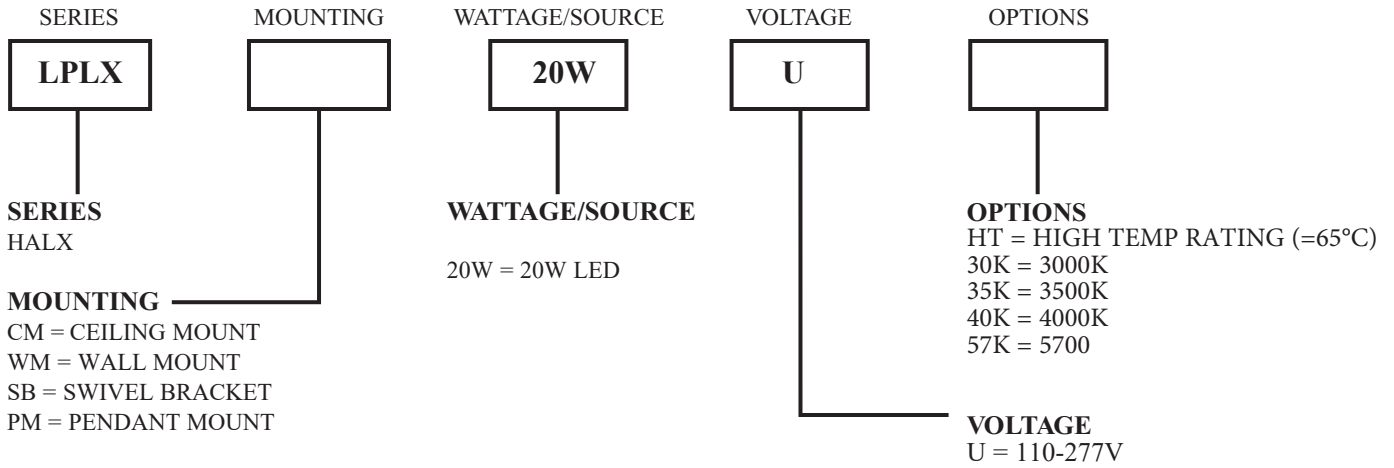 SERIES MOUNTING WATTAGE/SOURCE VOLTAGE OPTIONS
LPLX 20W U
SERIES
HALX
MOUNTING
CM = CEILING MOUNT
WM = WALL MOUNT
SB = SWIVEL BRACKET
PM = PENDANT MOUNT
WATTAGE/SOURCE
20W = 20W LED
OPTIONS
HT = HIGH TEMP RATING (=65°C)
30K = 3000K
35K = 3500K
40K = 4000K
57K = 5700
VOLTAGE
U = 110-277V